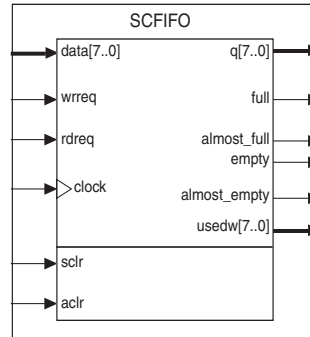 SCFIFO
data[7..0] q[7..0]
wrreq full
rdreq almost_full
empty
clock almost_empty
usedw[7..0]
sclr
aclr